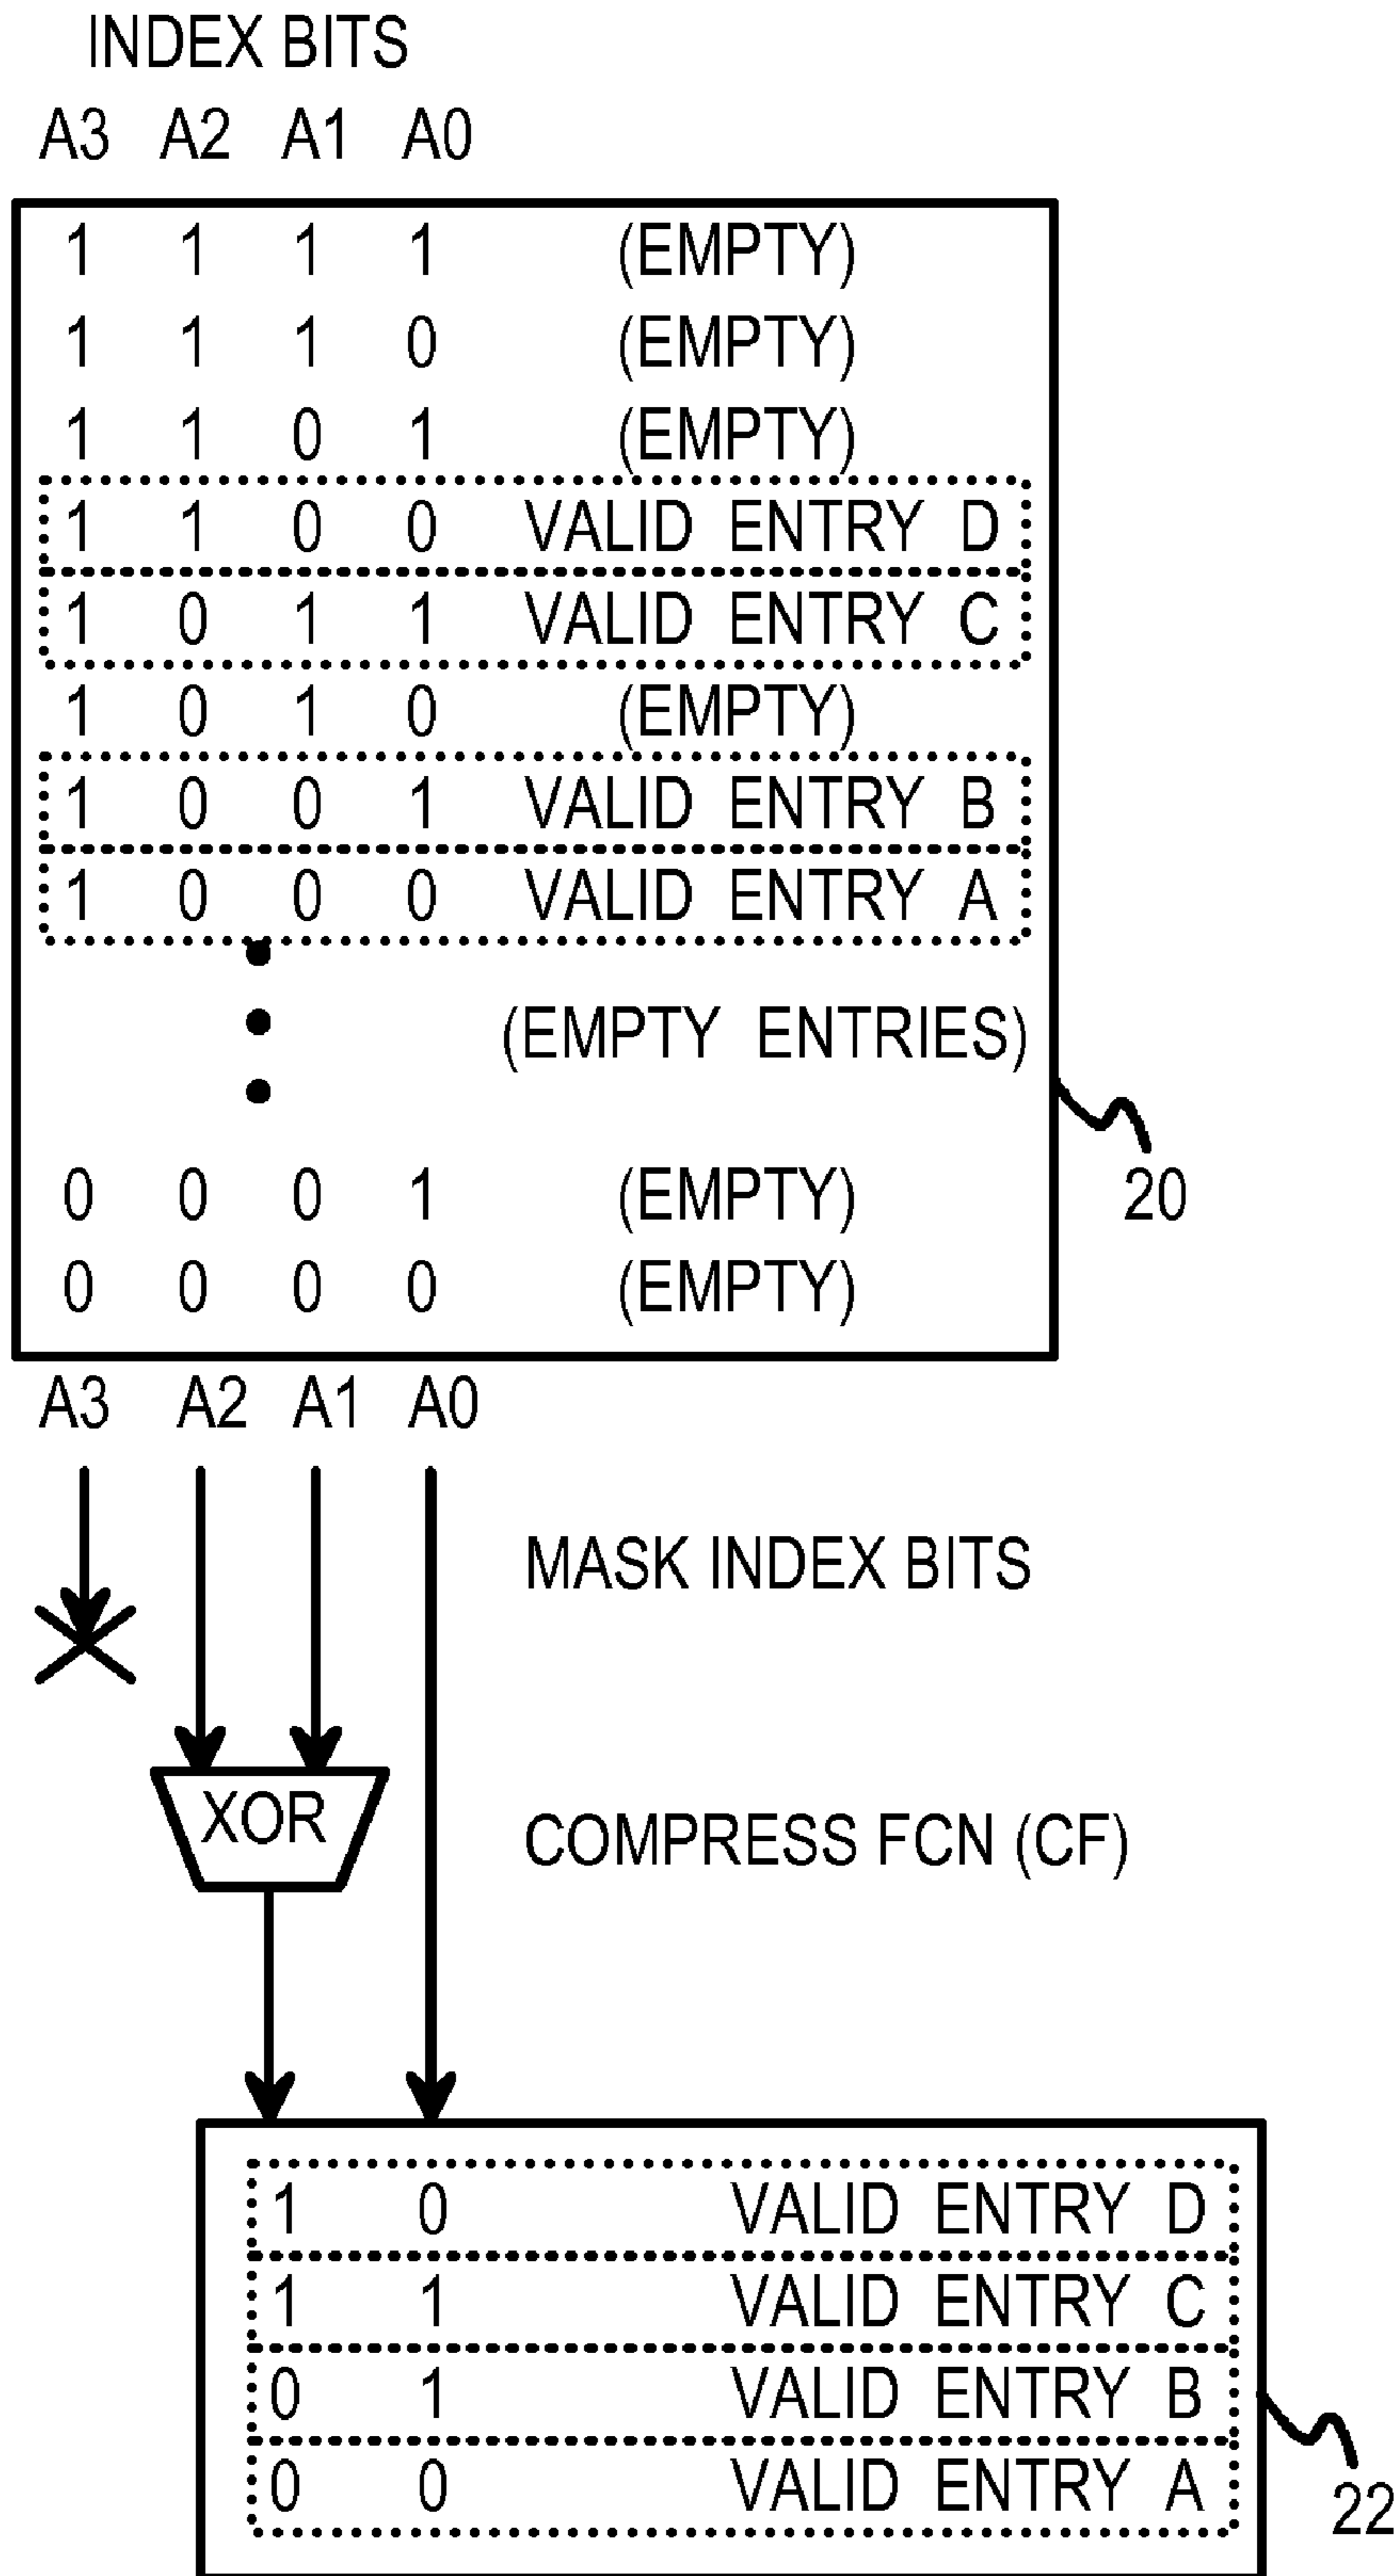 INDEX BITS
A3 A2 A1 A0
1 1 1 1 (EMPTY)
1 1 1 0 (EMPTY)
1 1 0 1 (EMPTY)
1 1 0 0 VALID ENTRY D
1 0 1 1 VALID ENTRY C
1 0 1 0 (EMPTY)
1 0 0 1 VALID ENTRY B
1 0 0 0 VALID ENTRY A
(EMPTY ENTRIES)
0 0 0 1 (EMPTY)
20
0 0 0 0 (EMPTY)
A3 A2 A1 A0
MASK INDEX BITS
XOR
COMPRESS FCN (CF)
1 0 VALID ENTRY D
1 1 VALID ENTRY C
0 1 VALID ENTRY B
0 0 VALID ENTRY A
22